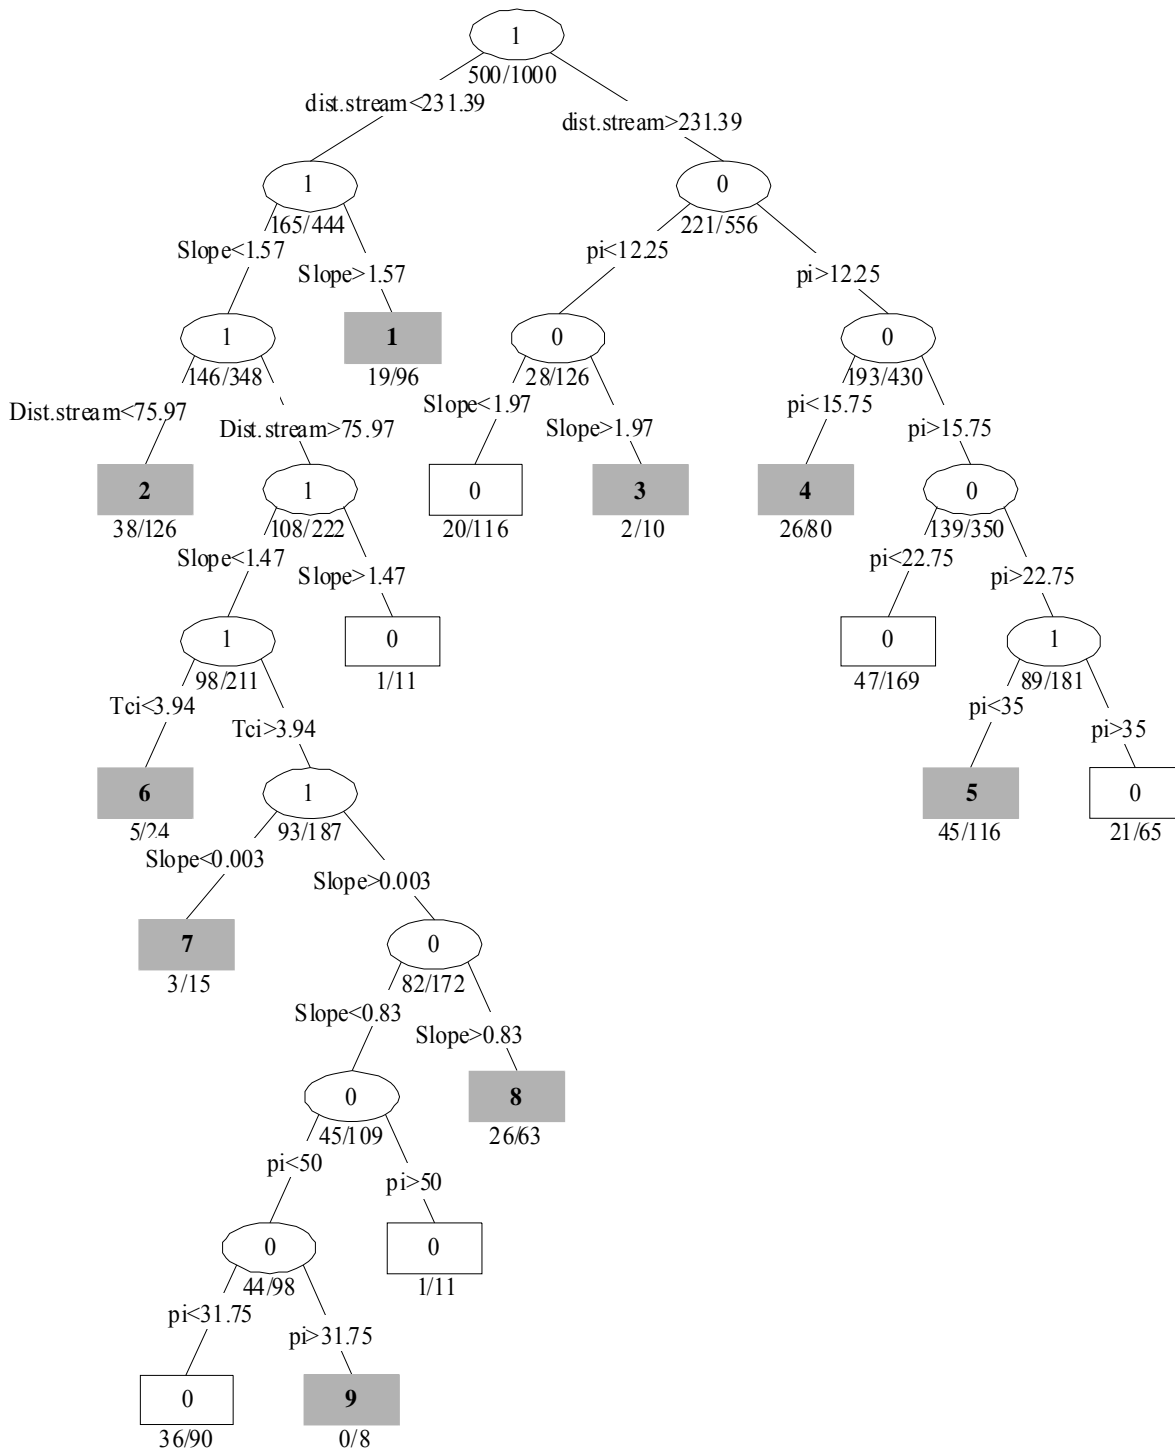 1
500/1000
dist.stream<231.39
dist.stream>231.39
1
0
165/444
221/556
Slope<1.57
pi<12.25
Slope>1.57
pi>12.25
1
1
0
0
146/348
19/96
28/126
193/430
Dist.stream<75.97
Slope<1.97
pi<15.75
Dist.stream>75.97
Slope>1.97
pi>15.75
2
1
0
3
4
0
38/126
108/222
20/116
2/10
26/80
139/350
Slope<1.47
pi<22.75
Slope>1.47
pi>22.75
1
0
0
1
98/211
1/11
47/169
89/181
Tci<3.94
pi<35
Tci>3.94
pi>35
6
1
5
0
5/24
93/187
45/116
21/65
Slope<0.003
Slope>0.003
7
0
3/15
82/172
Slope<0.83
Slope>0.83
0
8
45/109
26/63
pi<50
pi>50
0
0
44/98
1/11
pi<31.75
pi>31.75
0
9
36/90
0/8